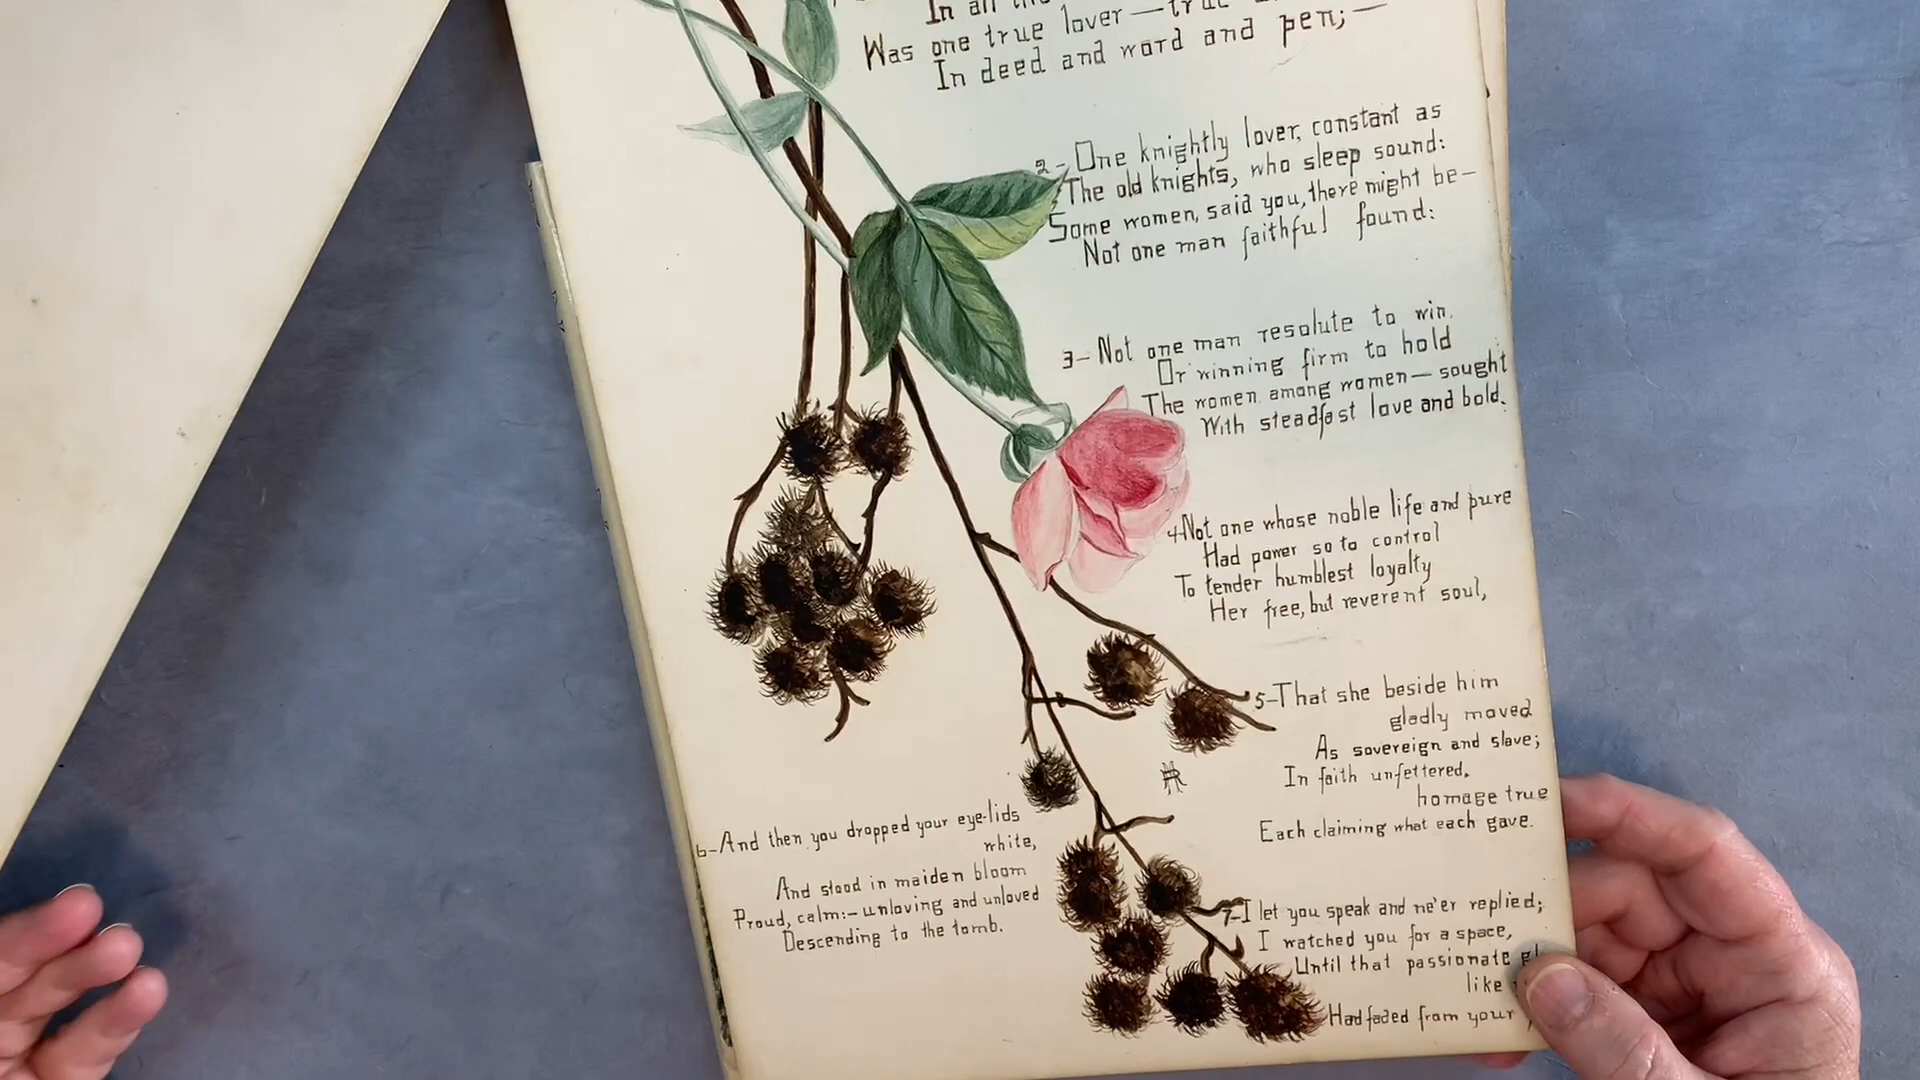 In all
Was one true lover — true
In deed and word and pen; —
2 - One knightly lover, constant as
The old knights, who sleep sound:
Some women, said you, there might be —
Not one man faithful found:
3 - Not one man resolute to win
Or winning firm to hold
The women among women — sought
With steadfast love and bold.
4 - Not one whose noble life and pure
Had power so to control
To tender humblest loyalty
Her free, but reverent soul,
5 - That she beside him
gladly moved
As sovereign and slave;
In faith unfettered,
homage true
Each claiming what each gave.
6 - And then you dropped your eye-lids
white,
And stood in maiden bloom
Proud, calm: - unloving and unloved
Descending to the tomb.
7 - I let you speak and ne'er replied;
I watched you for a space,
Until that passionate
like
Had faded from your